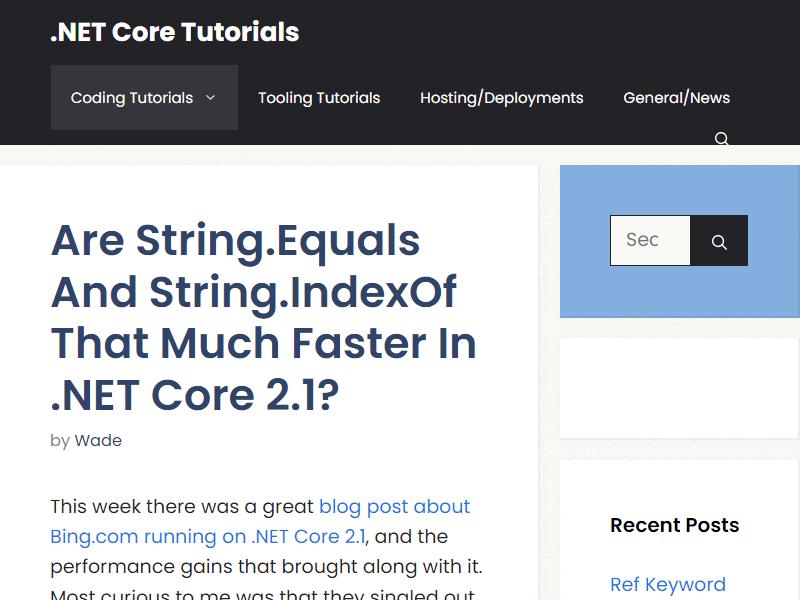 .NET Core Tutorials
Coding Tutorials
Tooling Tutorials
Hosting/Deployments
General/News
Are String.Equals
And String.IndexOf
That Much Faster In
.NET Core 2.1?
by Wade
This week there was a great blog post about
Bing.com running on .NET Core 2.1, and the
performance gains that brought along with it.
Most curious to me was that they singled out
Sec
Recent Posts
Ref Keyword